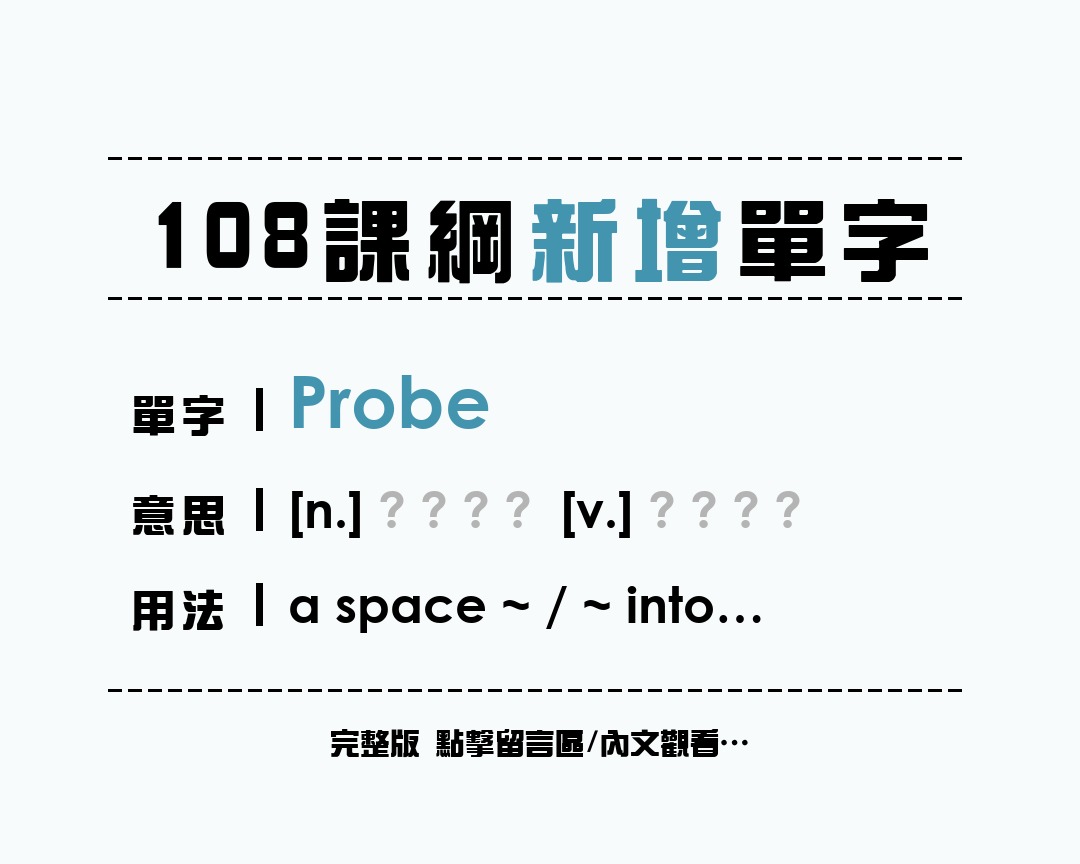 108課綱新增單字
單字 | Probe
意思 | [n.] ???? [v.] ????
用法 | a space ~ / ~ into...
完整版 點擊留言區/內文觀看…